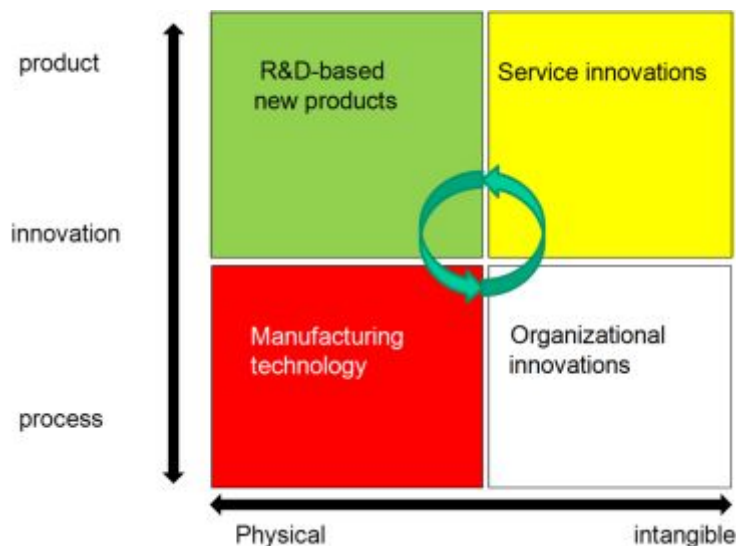 product
R&D-based
new products
Service innovations
innovation
Manufacturing
technology
Organizational
innovations
process
Physical
intangible